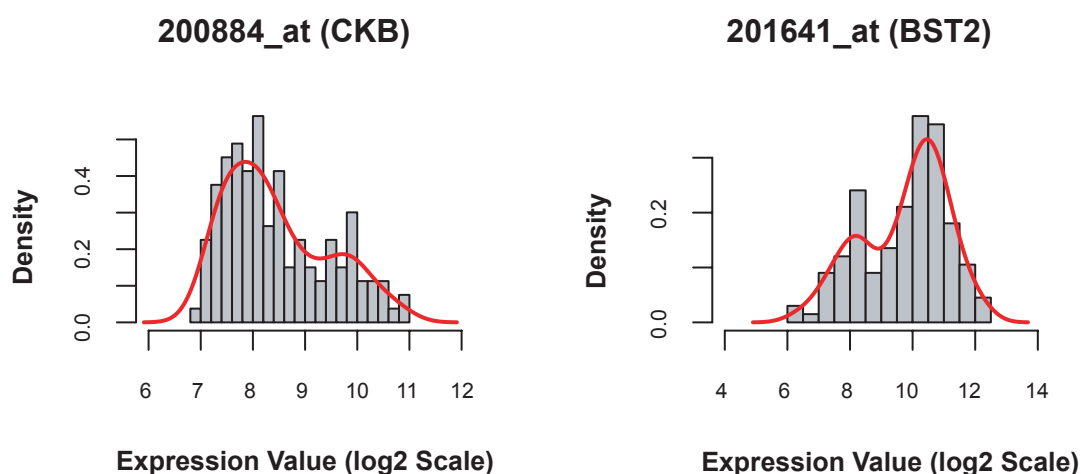 200884_at (CKB)
Density
0.0
0.2
0.4
6 7 8 9 10 11 12
Expression Value (log2 Scale)
201641_at (BST2)
Density
0.0
0.2
4 6 8 10 12 14
Expression Value (log2 Scale)